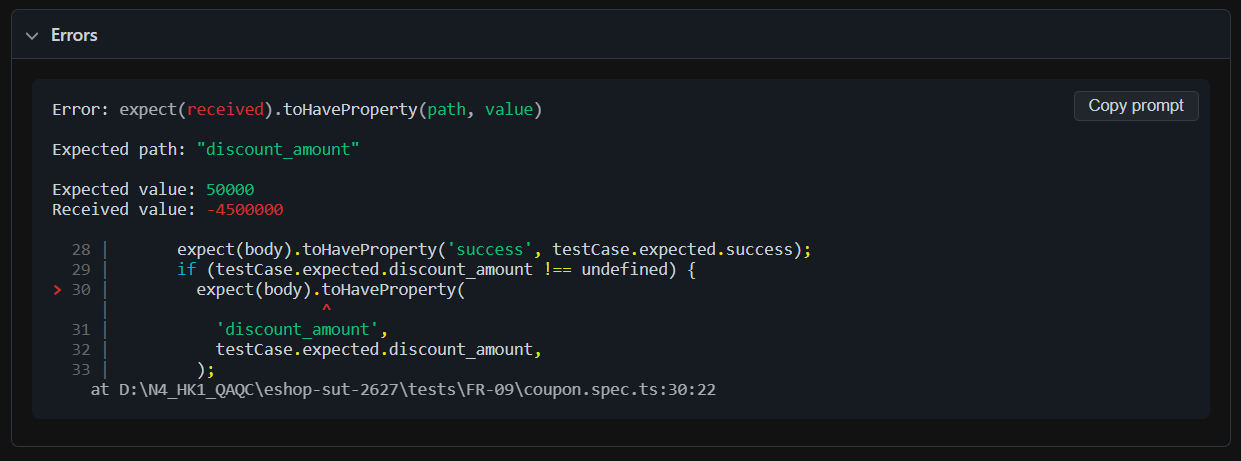 Errors
Copy prompt
Error: expect(received).toHaveProperty(path, value)
Expected path: "discount_amount"
Expected value: 50000
Received value: -4500000
28 |       expect(body).toHaveProperty('success', testCase.expected.success);
29 |       if (testCase.expected.discount_amount !== undefined) {
> 30 |         expect(body).toHaveProperty(
|                      ^
31 |           'discount_amount',
32 |           testCase.expected.discount_amount,
33 |         );
at D:\N4_HK1_QAQC\eshop-sut-2627\tests\FR-09\coupon.spec.ts:30:22